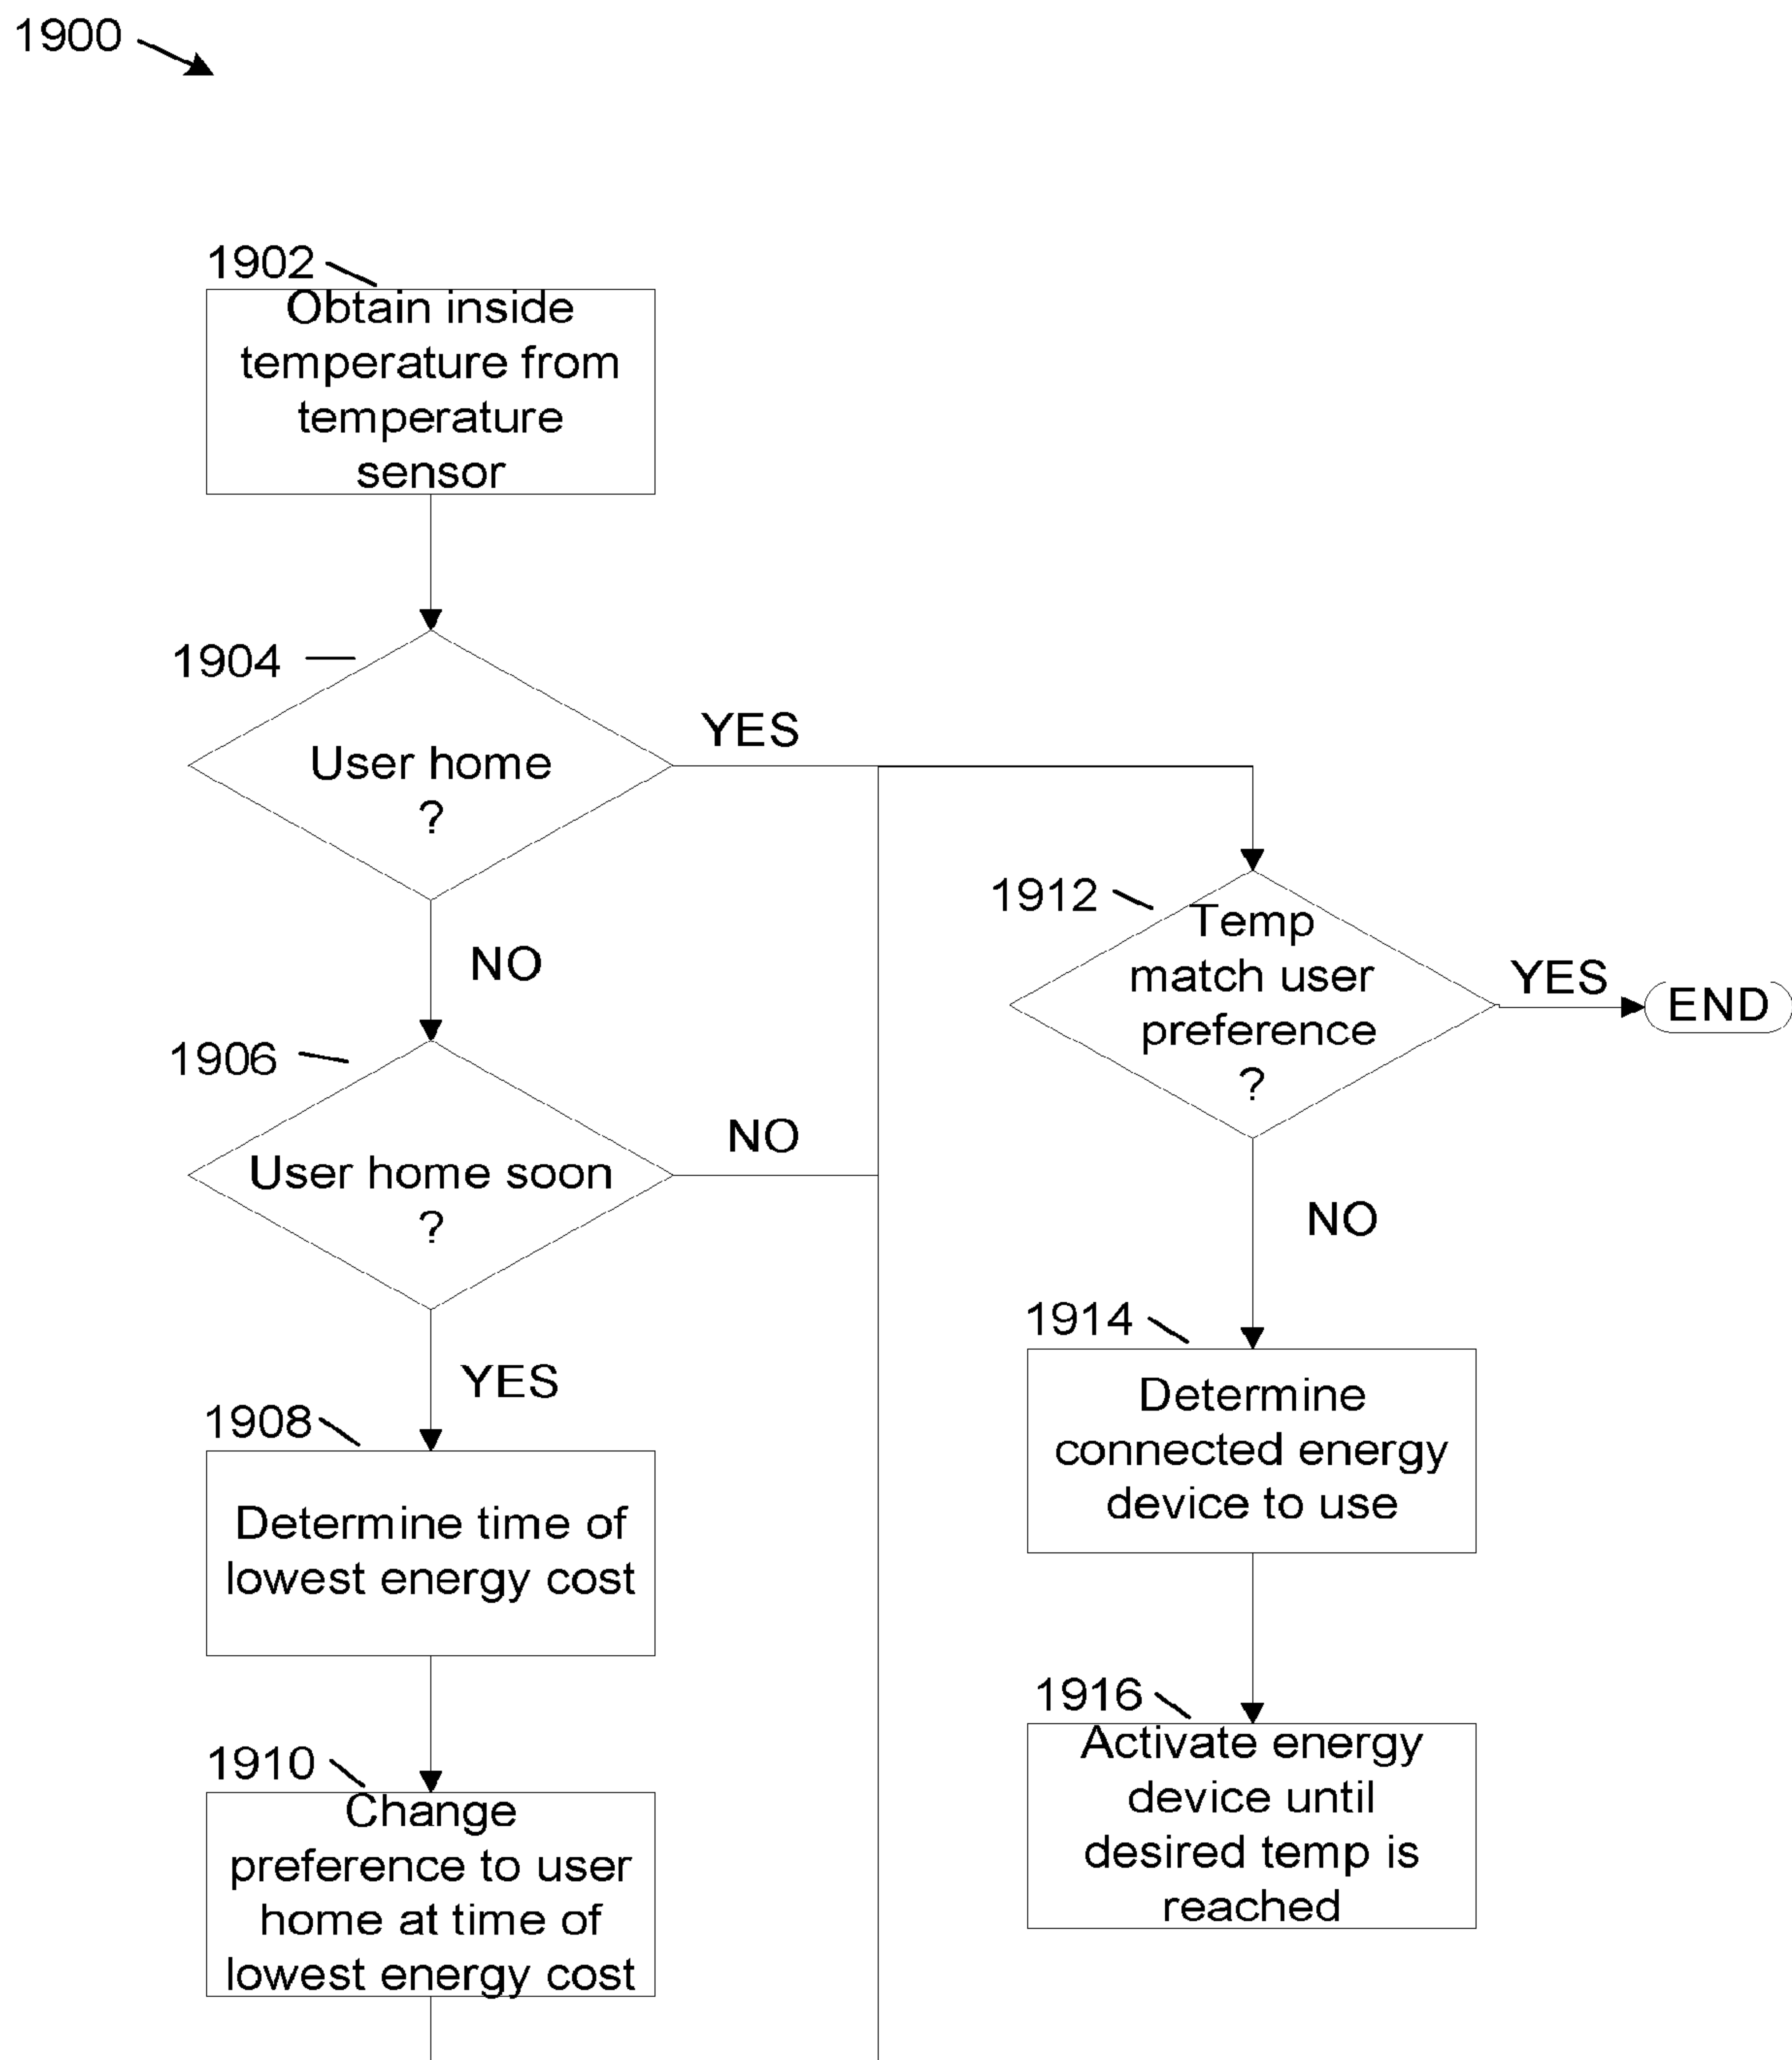 1900
1902
Obtain inside
temperature from
temperature
sensor
1904
User home
?
YES
NO
1906
User home soon
?
NO
YES
1908
Determine time of
lowest energy cost
1910
Change
preference to user
home at time of
lowest energy cost
1912
Temp
match user
preference
?
YES
END
NO
1914
Determine
connected energy
device to use
1916
Activate energy
device until
desired temp is
reached